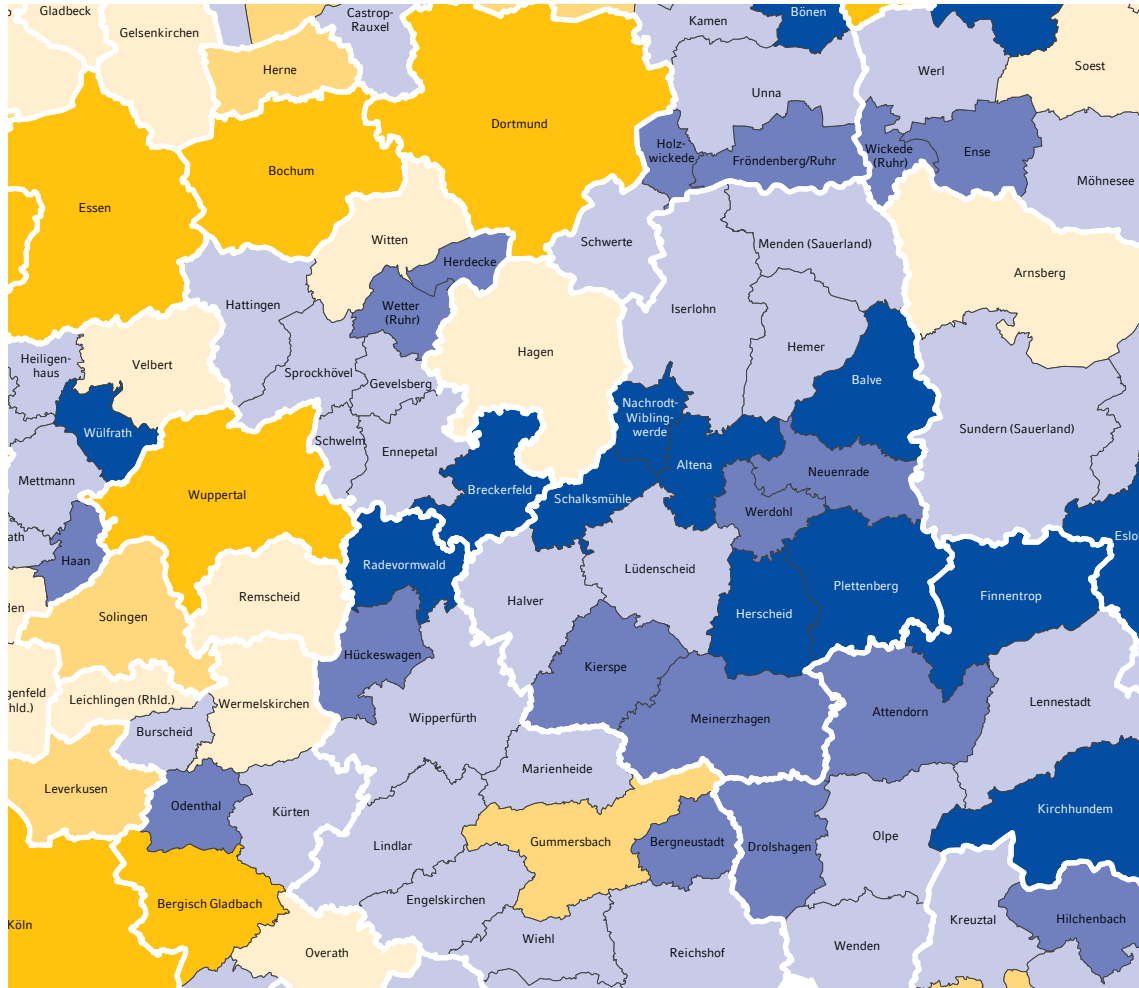 Gladbeck
Gelsenkirchen
Castrop-
Rauxel
Kamen
Bönen
Herne
Werl
Soest
Unna
Dortmund
Holz-
wickede
Fröndenberg/Ruhr
Wickede
(Ruhr)
Ense
Bochum
Möhnesee
Essen
Witten
Schwerte
Menden (Sauerland)
Herdecke
Arnsberg
Hattingen
Wetter
(Ruhr)
Iserlohn
Hagen
Hemer
Heiligen-
haus
Velbert
Sprockhövel
Gevelsberg
Balve
Nachrodt-
Wibling-
werde
Wülfrath
Schwelm
Ennepetal
Sundern (Sauerland)
Altena
Neuenrade
Mettmann
Wuppertal
Breckerfeld
Schalksmühle
Werdohl
ath
Eslo
Haan
Radevormwald
Lüdenscheid
Plettenberg
Finnentrop
den
Solingen
Remscheid
Halver
Herscheid
Hückeswagen
Kierspe
genfeld
hld.)
Leichlingen (Rhld.)
Wermelskirchen
Wipperfürth
Meinerzhagen
Attendorn
Lennestadt
Burscheid
Marienheide
Leverkusen
Odenthal
Kürten
Kirchhundem
Lindlar
Gummersbach
Bergneustadt
Drolshagen
Olpe
Bergisch Gladbach
Engelskirchen
Köln
Kreuztal
Hilchenbach
Overath
Wiehl
Reichshof
Wenden